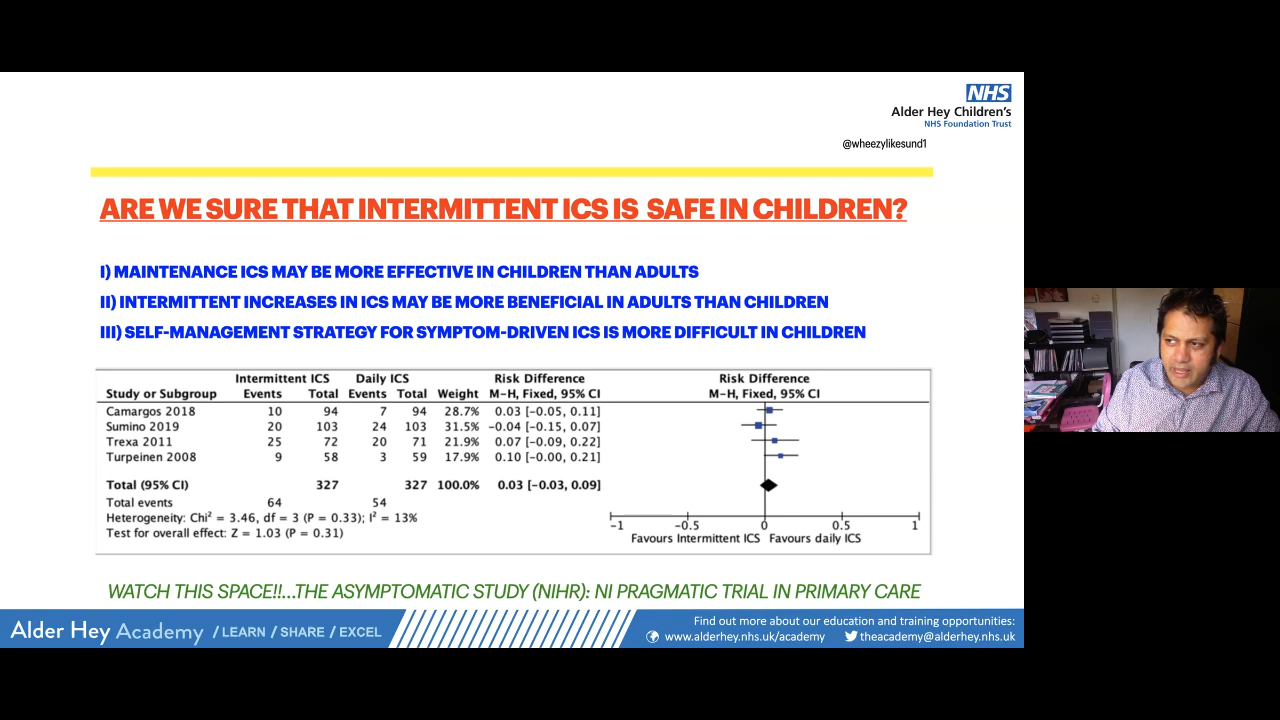 NHS
Alder Hey Children's
NHS Foundation Trust
@wheezylikesund1
ARE WE SURE THAT INTERMITTENT ICS IS SAFE IN CHILDREN?
I) MAINTENANCE ICS MAY BE MORE EFFECTIVE IN CHILDREN THAN ADULTS
II) INTERMITTENT INCREASES IN ICS MAY BE MORE BENEFICIAL IN ADULTS THAN CHILDREN
III) SELF-MANAGEMENT STRATEGY FOR SYMPTOM-DRIVEN ICS IS MORE DIFFICULT IN CHILDREN
Intermittent ICS Daily ICS Risk Difference Risk Difference
Study or Subgroup Events Total Events Total Weight M-H, Fixed, 95% CI M-H, Fixed, 95% CI
Camargos 2018 10 94 7 94 28.7% 0.03 [-0.05, 0.11]
Sumino 2019 20 103 24 103 31.5% -0.04 [-0.15, 0.07]
Trexa 2011 25 72 20 71 21.9% 0.07 [-0.09, 0.22]
Turpeinen 2008 9 58 3 59 17.9% 0.10 [-0.00, 0.21]
Total (95% CI) 327 327 100.0% 0.03 [-0.03, 0.09]
Total events 64 54
Heterogeneity: Chi² = 3.46, df = 3 (P = 0.33); I² = 13%
Test for overall effect: Z = 1.03 (P = 0.31)
-1 -0.5 0 0.5 1
Favours Intermittent ICS Favours daily ICS
WATCH THIS SPACE!!...THE ASYMPTOMATIC STUDY (NIHR): NI PRAGMATIC TRIAL IN PRIMARY CARE
Alder Hey Academy / LEARN / SHARE / EXCEL
Find out more about our education and training opportunities:
www.alderhey.nhs.uk/academy theacademy@alderhey.nhs.uk